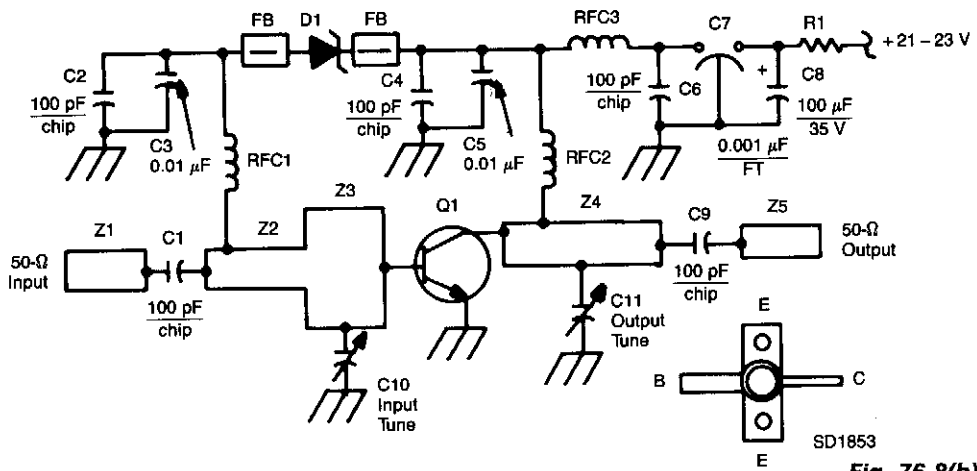 FB
D1
FB
RFC3
C7
R1
+21–23 V
C2
100 pF
chip
C3
0.01 μF
RFC1
C4
100 pF
chip
C5
0.01 μF
RFC2
100 pF
chip
C6
0.001 μF
FT
+
C8
100 μF
35 V
50-Ω
Input
Z1
C1
100 pF
chip
Z2
Z3
C10
Input
Tune
Q1
Z4
C11
Output
Tune
C9
100 pF
chip
Z5
50-Ω
Output
E
B
C
E
SD1853
Fig. 76-8(b)